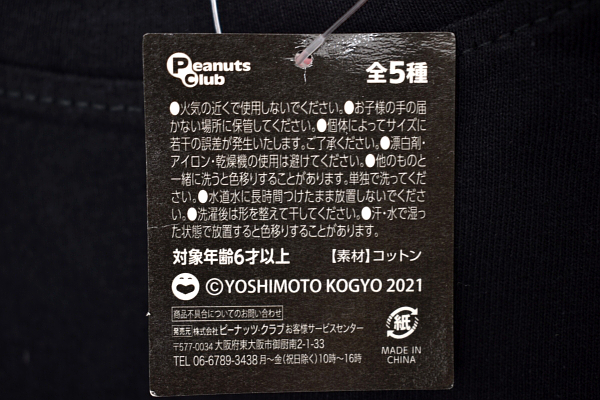 Peanuts
Club
全5種
●火気の近くで使用しないでください。●お子様の手の届
かない場所に保管してください。●個体によってサイズに
若干の誤差が発生いたします。ご了承ください。●漂白剤・
アイロン・乾燥機の使用は避けてください。●他のものと
一緒に洗うと色移りすることがあります。単独で洗ってくだ
さい。●水道水に長時間つけたまま放置しないでくださ
い。●洗濯後は形を整えて干してください。●汗・水で湿っ
た状態で放置すると色移りすることがあります。
対象年齢6才以上 【素材】コットン
©YOSHIMOTO KOGYO 2021
商品不具合についてのお問い合わせ
発売元 株式会社 ピーナッツ・クラブ お客様サービスセンター
〒577-0034 大阪府東大阪市御厨南2-1-33
TEL 06-6789-3438 月~金(祝日除く)10時~16時
紙
MADE IN
CHINA